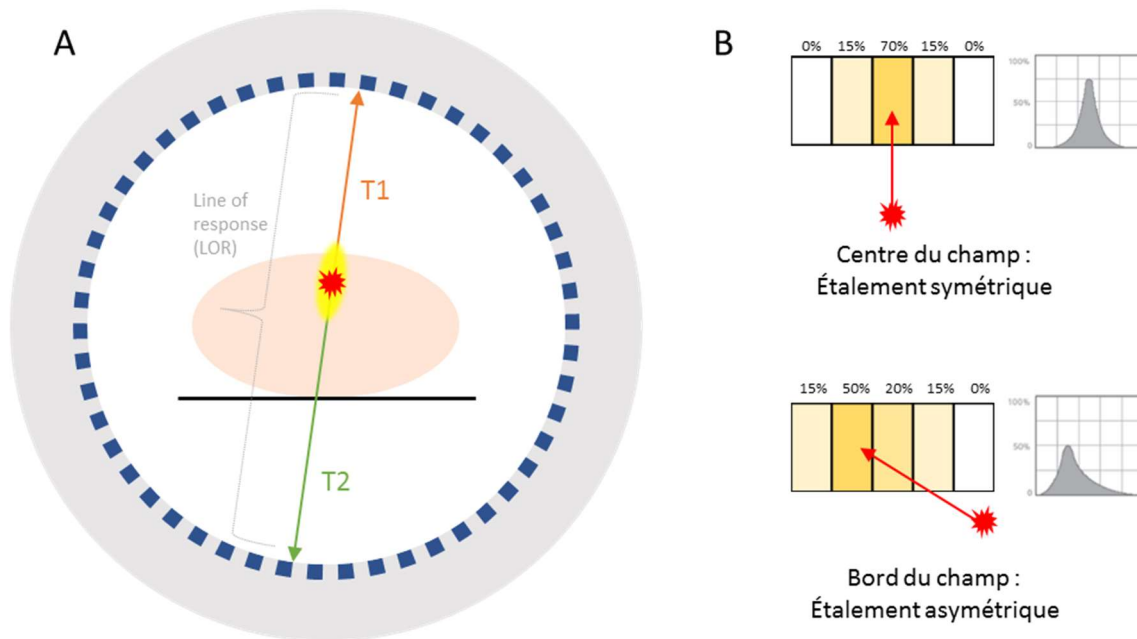 A
Line of
response
(LOR)
T1
T2
B
0% 15% 70% 15% 0%
100%
50%
0
Centre du champ :
Étalement symétrique
15% 50% 20% 15% 0%
100%
50%
0
Bord du champ :
Étalement asymétrique